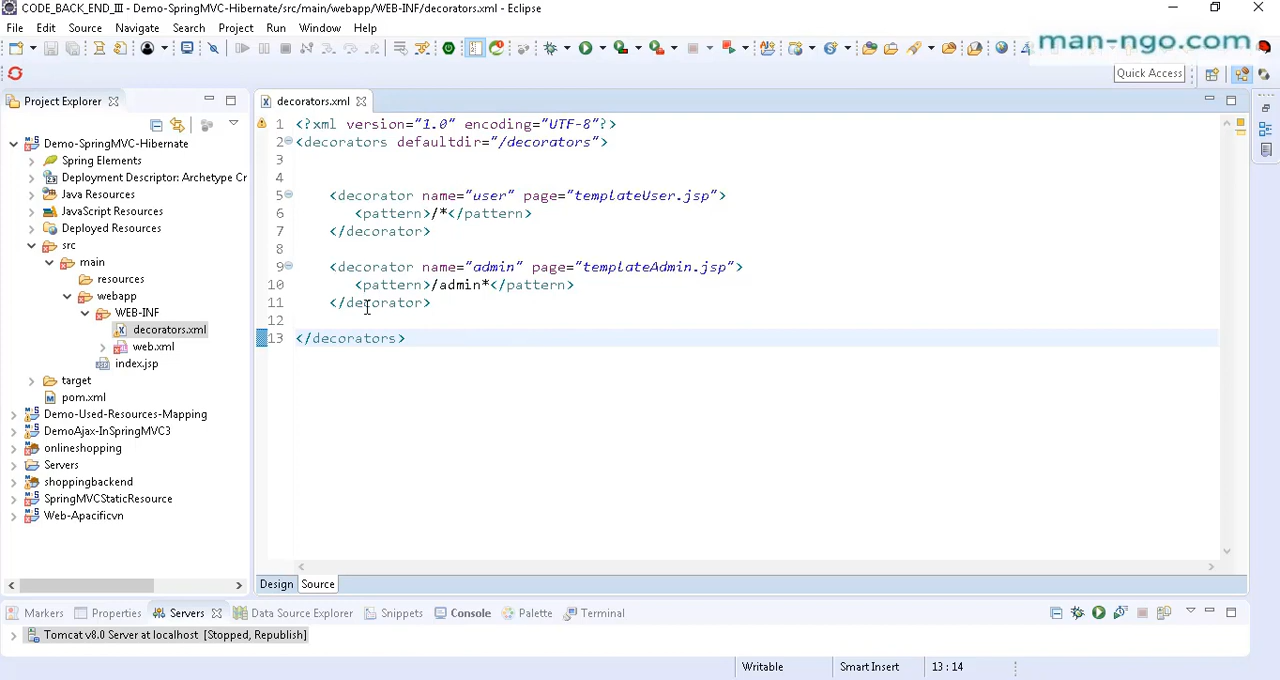 CODE_BACK_END_III - Demo-SpringMVC-Hibernate/src/main/webapp/WEB-INF/decorators.xml - Eclipse
File Edit Source Navigate Search Project Run Window Help
man-ngo.com
Quick Access
Project Explorer
decorators.xml
Demo-SpringMVC-Hibernate
Spring Elements
Deployment Descriptor: Archetype Cr
Java Resources
JavaScript Resources
Deployed Resources
src
main
resources
webapp
WEB-INF
decorators.xml
web.xml
index.jsp
target
pom.xml
Demo-Used-Resources-Mapping
DemoAjax-InSpringMVC3
onlineshopping
Servers
shoppingbackend
SpringMVCStaticResource
Web-Apacificvn
1 <?xml version="1.0" encoding="UTF-8"?>
2 <decorators defaultdir="/decorators">
3
4
5 <decorator name="user" page="templateUser.jsp">
6 <pattern>/*</pattern>
7 </decorator>
8
9 <decorator name="admin" page="templateAdmin.jsp">
10 <pattern>/admin*</pattern>
11 </decorator>
12
13 </decorators>
Design Source
Markers Properties Servers Data Source Explorer Snippets Console Palette Terminal
Tomcat v8.0 Server at localhost [Stopped, Republish]
Writable Smart Insert 13 : 14